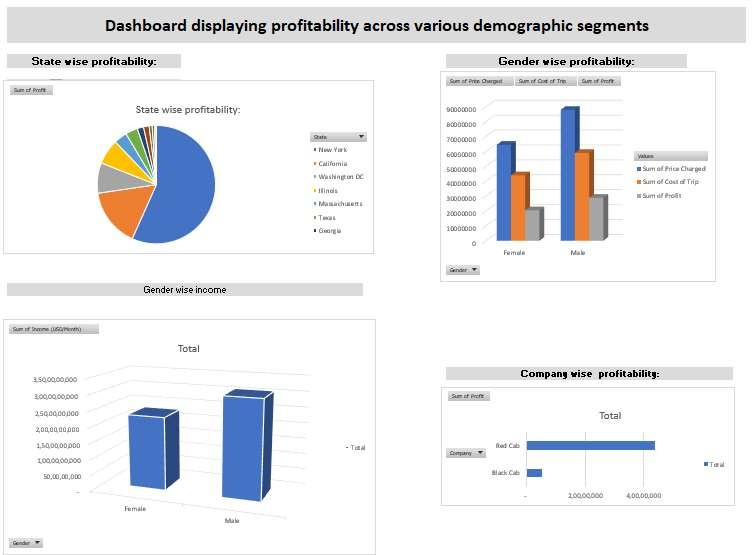 Dashboard displaying profitability across various demographic segments
State wise profitability:
Sum of Profit
State wise profitability:
State
New York
California
Washington DC
Illinois
Massachusetts
Texas
Georgia
Gender wise profitability:
Sum of Price Charged Sum of Cost of Trip Sum of Profit
90000000
80000000
70000000
60000000
50000000
40000000
30000000
20000000
10000000
0
Female Male
Values
Sum of Price Charged
Sum of Cost of Trip
Sum of Profit
Gender
Gender wise income
Sum of Income (USD/Month)
Total
3,50,00,00,000
3,00,00,00,000
2,50,00,00,000
2,00,00,00,000
1,50,00,00,000
1,00,00,00,000
50,00,00,000
-
Female
Male
Total
Gender
Company wise profitability:
Sum of Profit
Total
Company
Red Cab
Black Cab
- 2,00,00,000 4,00,00,000
Total